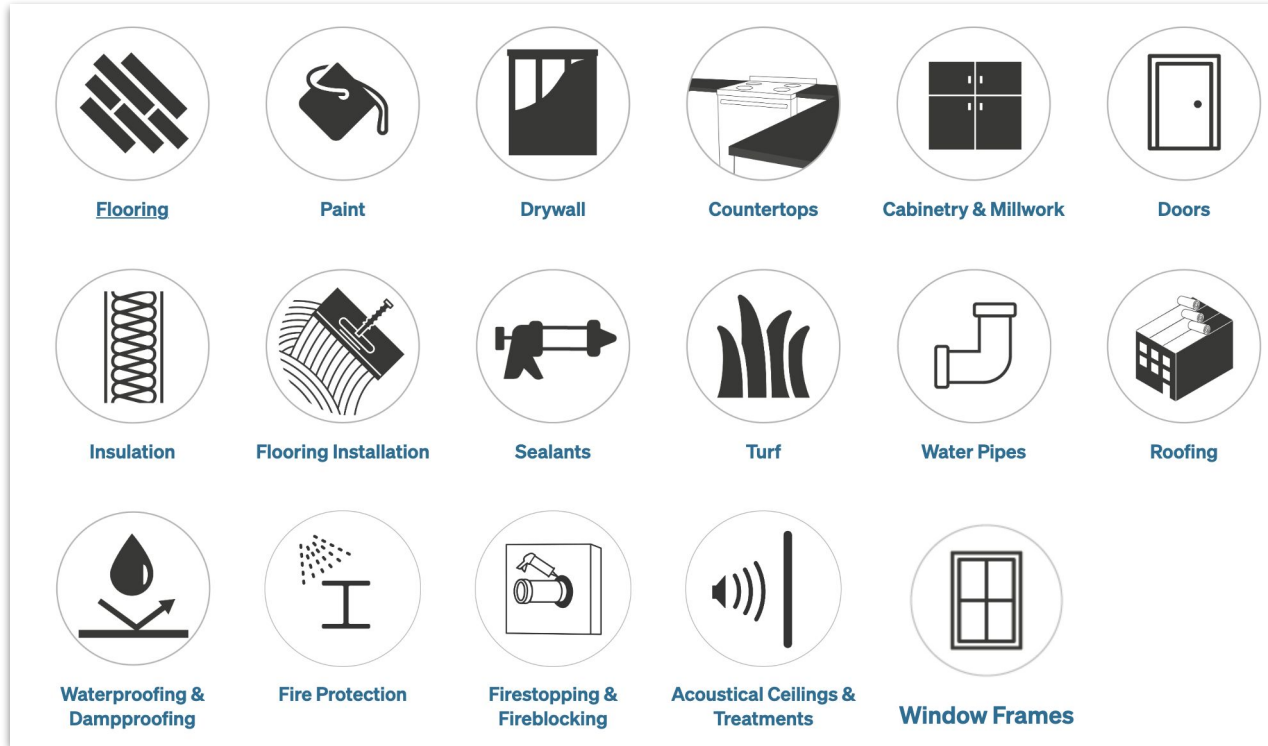 Flooring
Paint
Drywall
Countertops
Cabinetry & Millwork
Doors
Insulation
Flooring Installation
Sealants
Turf
Water Pipes
Roofing
Waterproofing &
Dampproofing
Fire Protection
Firestopping &
Fireblocking
Acoustical Ceilings &
Treatments
Window Frames